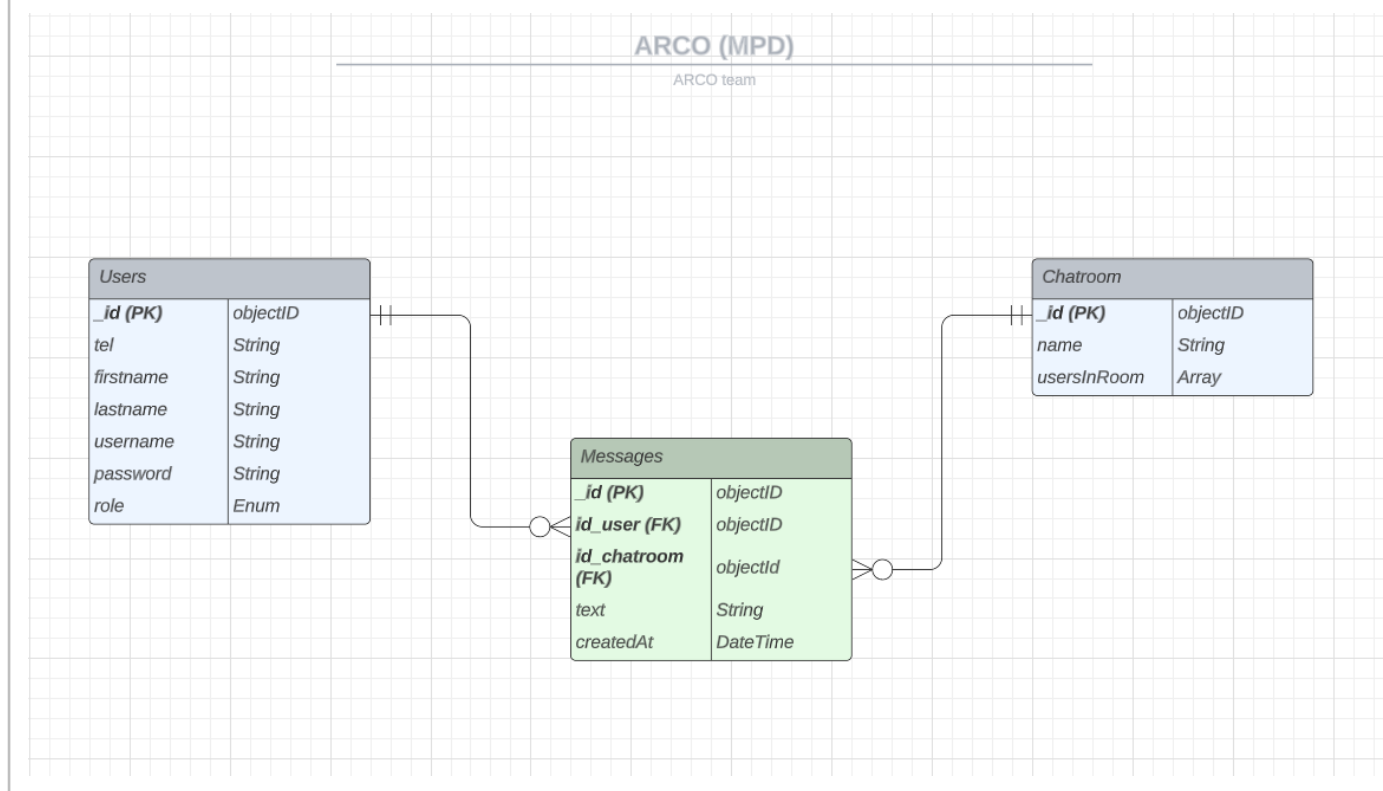 ARCO (MPD)
ARCO team
Users
_id (PK) objectID
tel String
firstname String
lastname String
username String
password String
role Enum
Messages
_id (PK) objectID
id_user (FK) objectID
id_chatroom
(FK) objectId
text String
createdAt DateTime
Chatroom
_id (PK) objectID
name String
usersInRoom Array